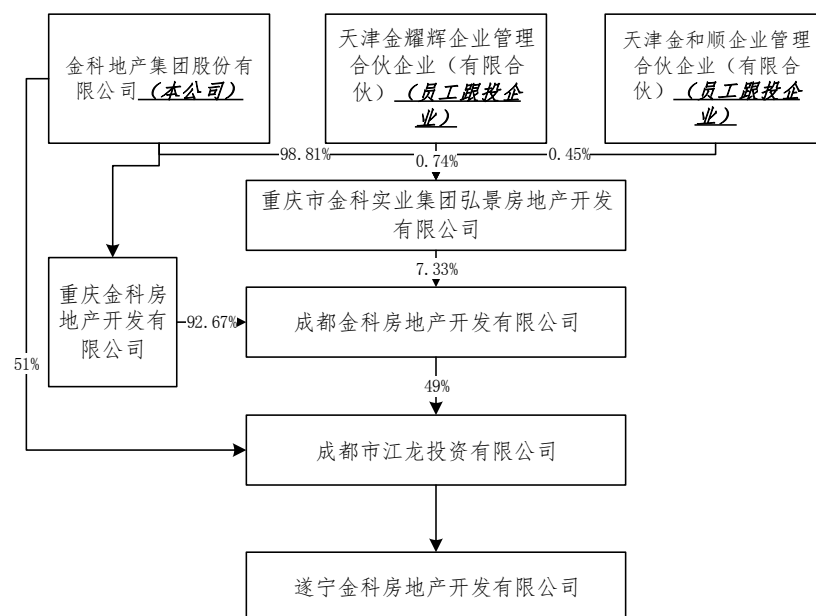 金科地产集团股份有
限公司（本公司）
天津金耀辉企业管理
合伙企业（有限合
伙）（员工跟投企
业）
天津金和顺企业管理
合伙企业（有限合
伙）（员工跟投企
业）
98.81%
0.74%
0.45%
重庆市金科实业集团弘景房地产开发
有限公司
7.33%
重庆金科房
地产开发有
限公司
92.67%
成都金科房地产开发有限公司
51%
49%
成都市江龙投资有限公司
遂宁金科房地产开发有限公司